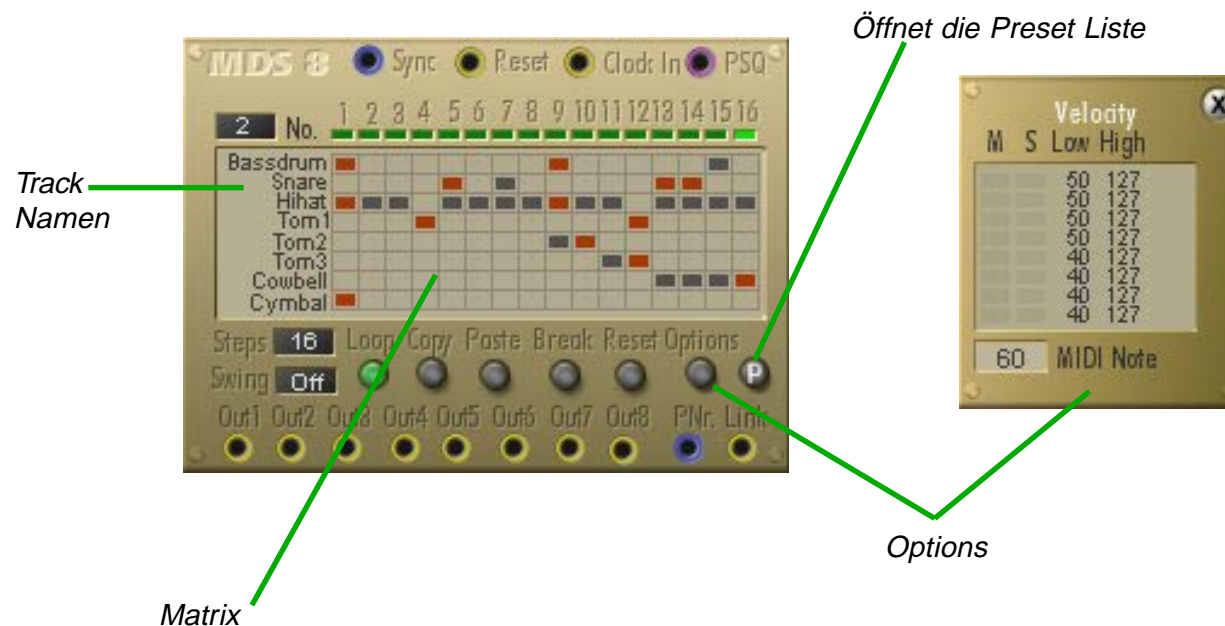 Öffnet die Preset Liste
MDS 8 Sync Reset Clock In PSQ
1 2 3 4 5 6 7 8 9 10 11 12 13 14 15 16
2 No.
Bassdrum
Snare
Hihat
Tom1
Tom2
Tom3
Cowbell
Cymbal
Track
Namen
Steps 16 Loop Copy Paste Break Reset Options
Swing Off P
Out1 Out2 Out3 Out4 Out5 Out6 Out7 Out8 PNr. Link
X
Velocity
M S Low High
50 127
50 127
50 127
50 127
40 127
40 127
40 127
40 127
60 MIDI Note
Options
Matrix